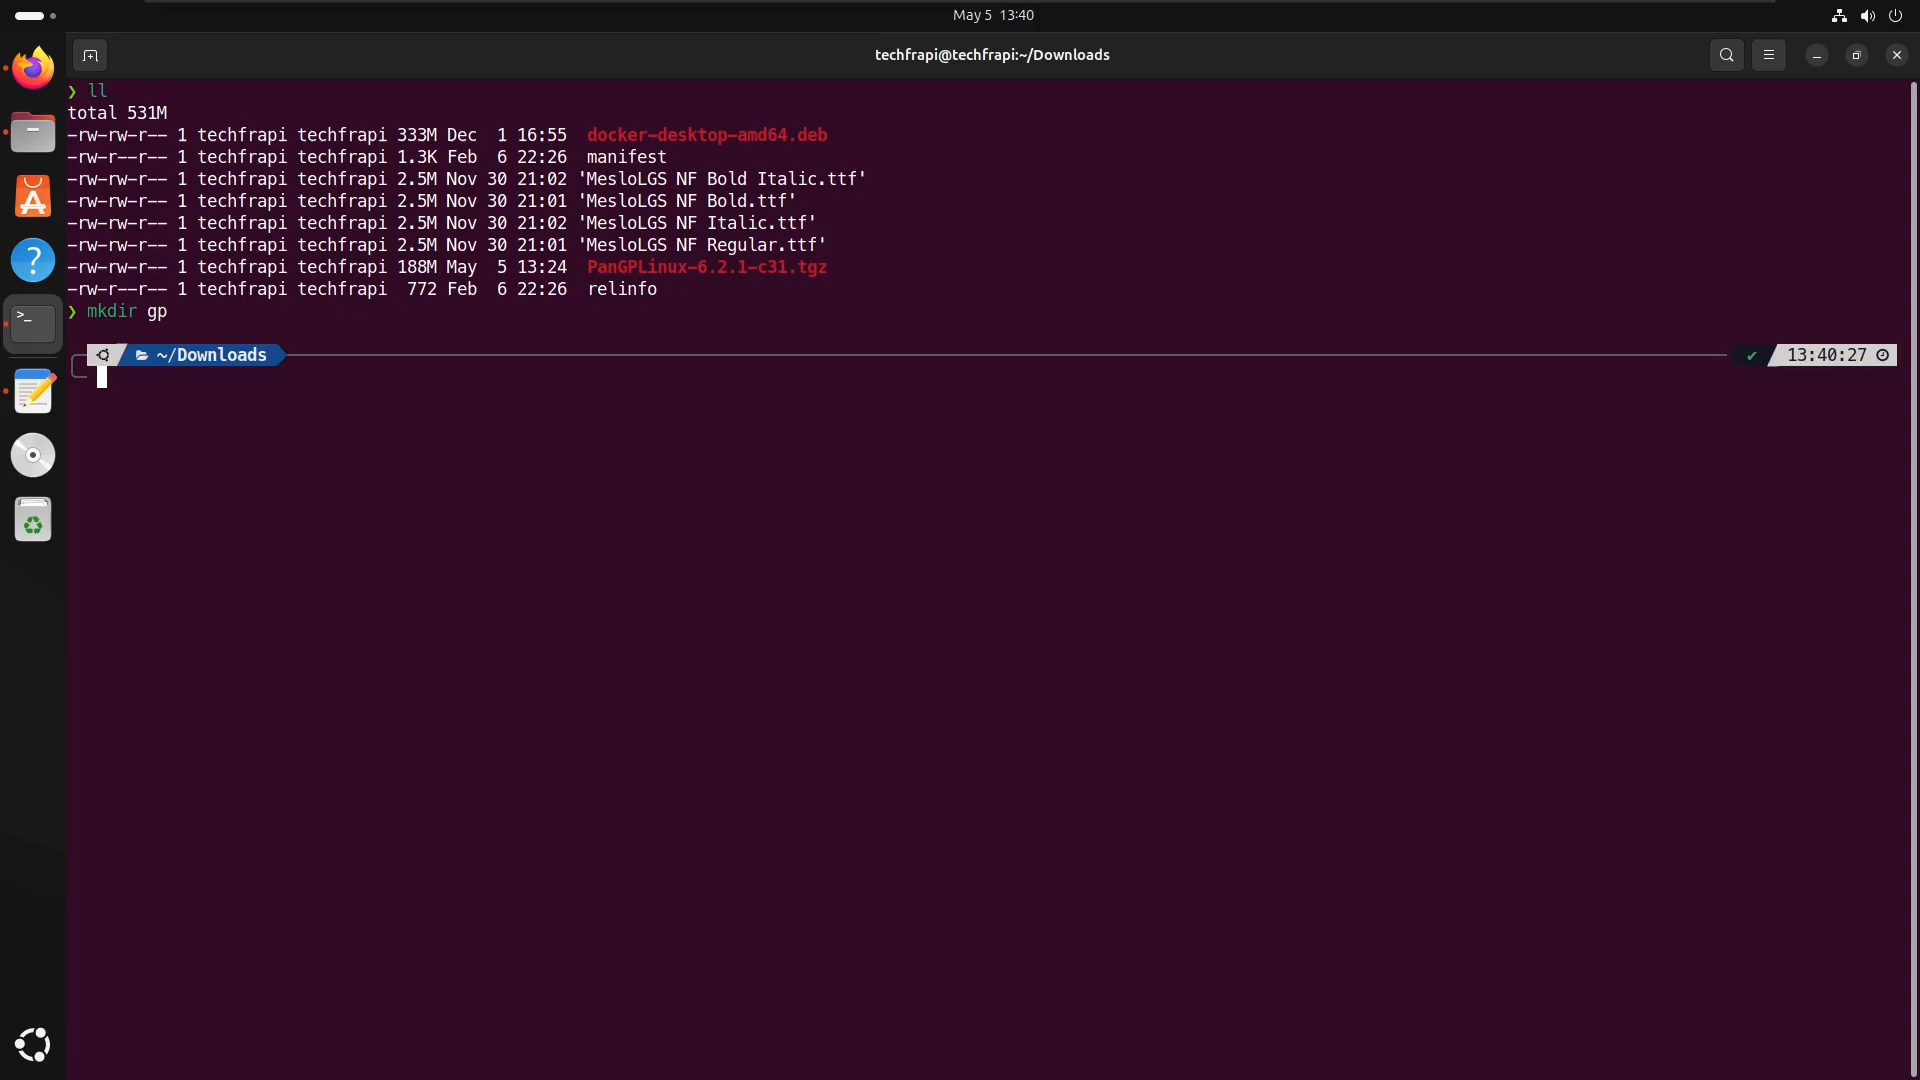 May 5 13:40
techfrapi@techfrapi:~/Downloads
❯ ll
total 531M
-rw-rw-r-- 1 techfrapi techfrapi 333M Dec  1 16:55  docker-desktop-amd64.deb
-rw-r--r-- 1 techfrapi techfrapi 1.3K Feb  6 22:26  manifest
-rw-rw-r-- 1 techfrapi techfrapi 2.5M Nov 30 21:02 'MesloLGS NF Bold Italic.ttf'
-rw-rw-r-- 1 techfrapi techfrapi 2.5M Nov 30 21:01 'MesloLGS NF Bold.ttf'
-rw-rw-r-- 1 techfrapi techfrapi 2.5M Nov 30 21:02 'MesloLGS NF Italic.ttf'
-rw-rw-r-- 1 techfrapi techfrapi 2.5M Nov 30 21:01 'MesloLGS NF Regular.ttf'
-rw-rw-r-- 1 techfrapi techfrapi 188M May  5 13:24  PanGPLinux-6.2.1-c31.tgz
-rw-r--r-- 1 techfrapi techfrapi  772 Feb  6 22:26  relinfo
❯ mkdir gp
~/Downloads ✔ 13:40:27